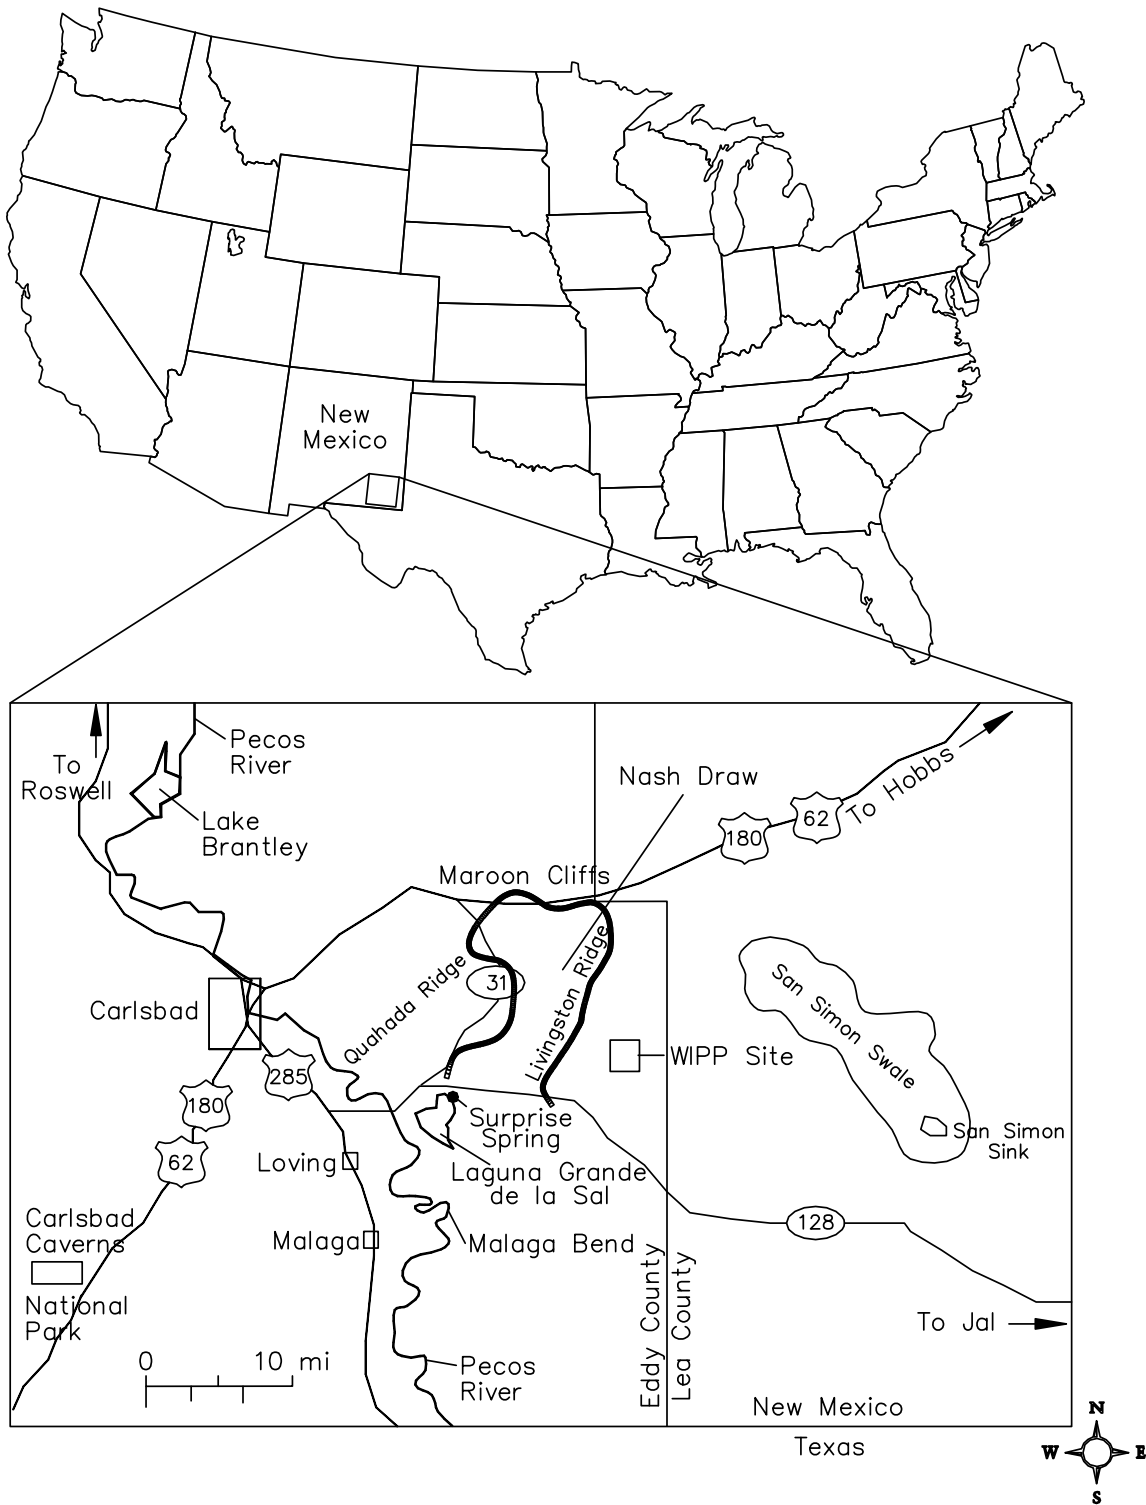 New
Mexico
Pecos
River
To
Roswell
Nash Draw
To Hobbs
62
180
Lake
Brantley
Maroon Cliffs
Quahada Ridge
31
Livingston Ridge
San Simon Swale
Carlsbad
WIPP Site
285
180
62
Surprise
Spring
San Simon
Sink
Loving
Laguna Grande
de la Sal
Carlsbad
Caverns
National
Park
Malaga
Malaga Bend
128
Eddy County
Lea County
To Jal
0 10 mi
Pecos
River
New Mexico
Texas
N
W E
S